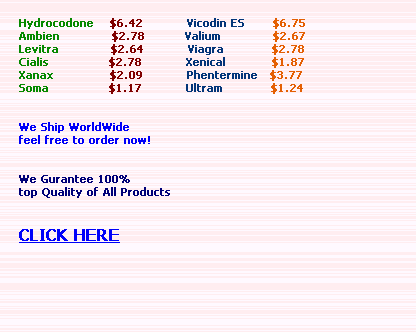 Hydrocodone $6.42 Vicodin ES $6.75
Ambien $2.78 Valium $2.67
Levitra $2.64 Viagra $2.78
Cialis $2.78 Xenical $1.87
Xanax $2.09 Phentermine $3.77
Soma $1.17 Ultram $1.24
We Ship WorldWide
feel free to order now!
We Gurantee 100%
top Quality of All Products
CLICK HERE